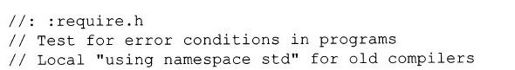 //: :require.h
// Test for error conditions in programs
// Local "using namespace std" for old compilers